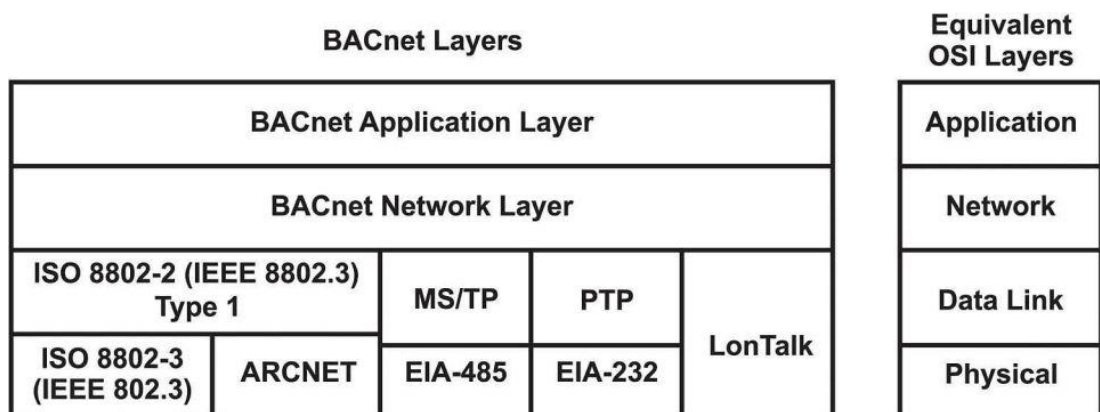 BACnet Layers
Equivalent
OSI Layers
BACnet Application Layer
Application
BACnet Network Layer
Network
ISO 8802-2 (IEEE 8802.3)
Type 1
MS/TP
PTP
LonTalk
Data Link
ISO 8802-3
(IEEE 802.3)
ARCNET
EIA-485
EIA-232
Physical